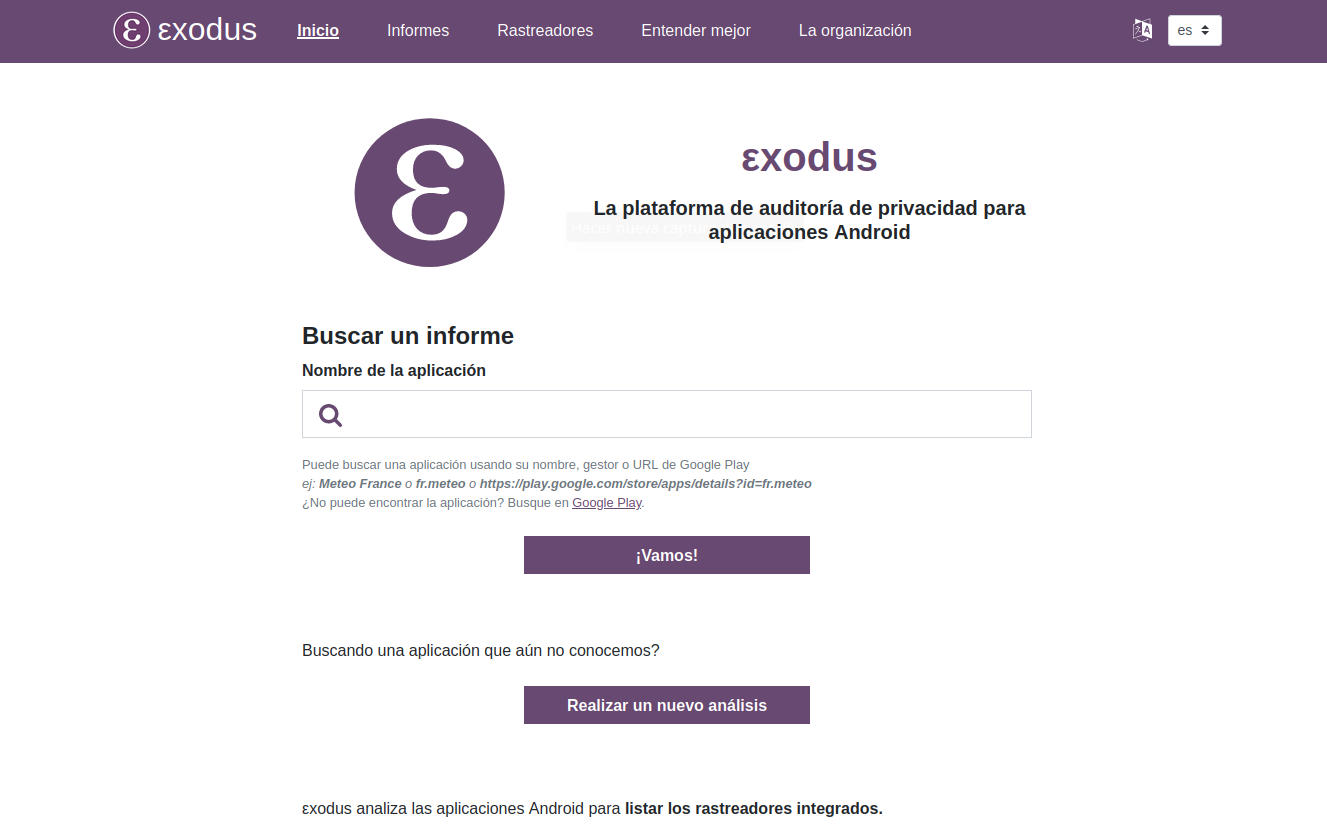 εxodus Inicio Informes Rastreadores Entender mejor La organización es
εxodus
La plataforma de auditoría de privacidad para
aplicaciones Android
Hacer nueva
Buscar un informe
Nombre de la aplicación
Puede buscar una aplicación usando su nombre, gestor o URL de Google Play
ej: Meteo France o fr.meteo o https://play.google.com/store/apps/details?id=fr.meteo
¿No puede encontrar la aplicación? Busque en Google Play.
¡Vamos!
Buscando una aplicación que aún no conocemos?
Realizar un nuevo análisis
εxodus analiza las aplicaciones Android para listar los rastreadores integrados.